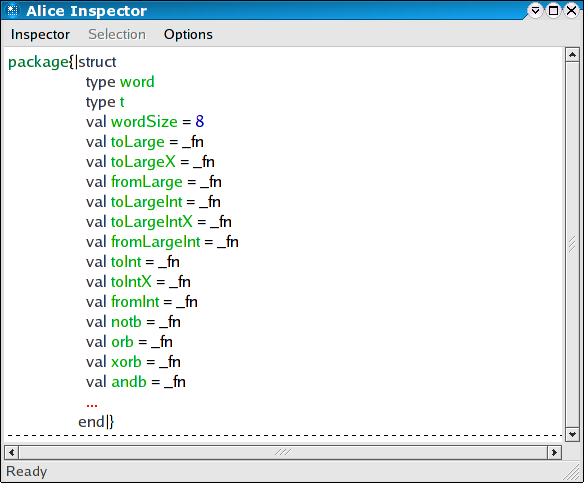 Alice Inspector
Inspector Selection Options
package{|struct
type word
type t
val wordSize = 8
val toLarge = _fn
val toLargeX = _fn
val fromLarge = _fn
val toLargeInt = _fn
val toLargeIntX = _fn
val fromLargeInt = _fn
val toInt = _fn
val toIntX = _fn
val fromInt = _fn
val notb = _fn
val orb = _fn
val xorb = _fn
val andb = _fn
...
end|}
Ready